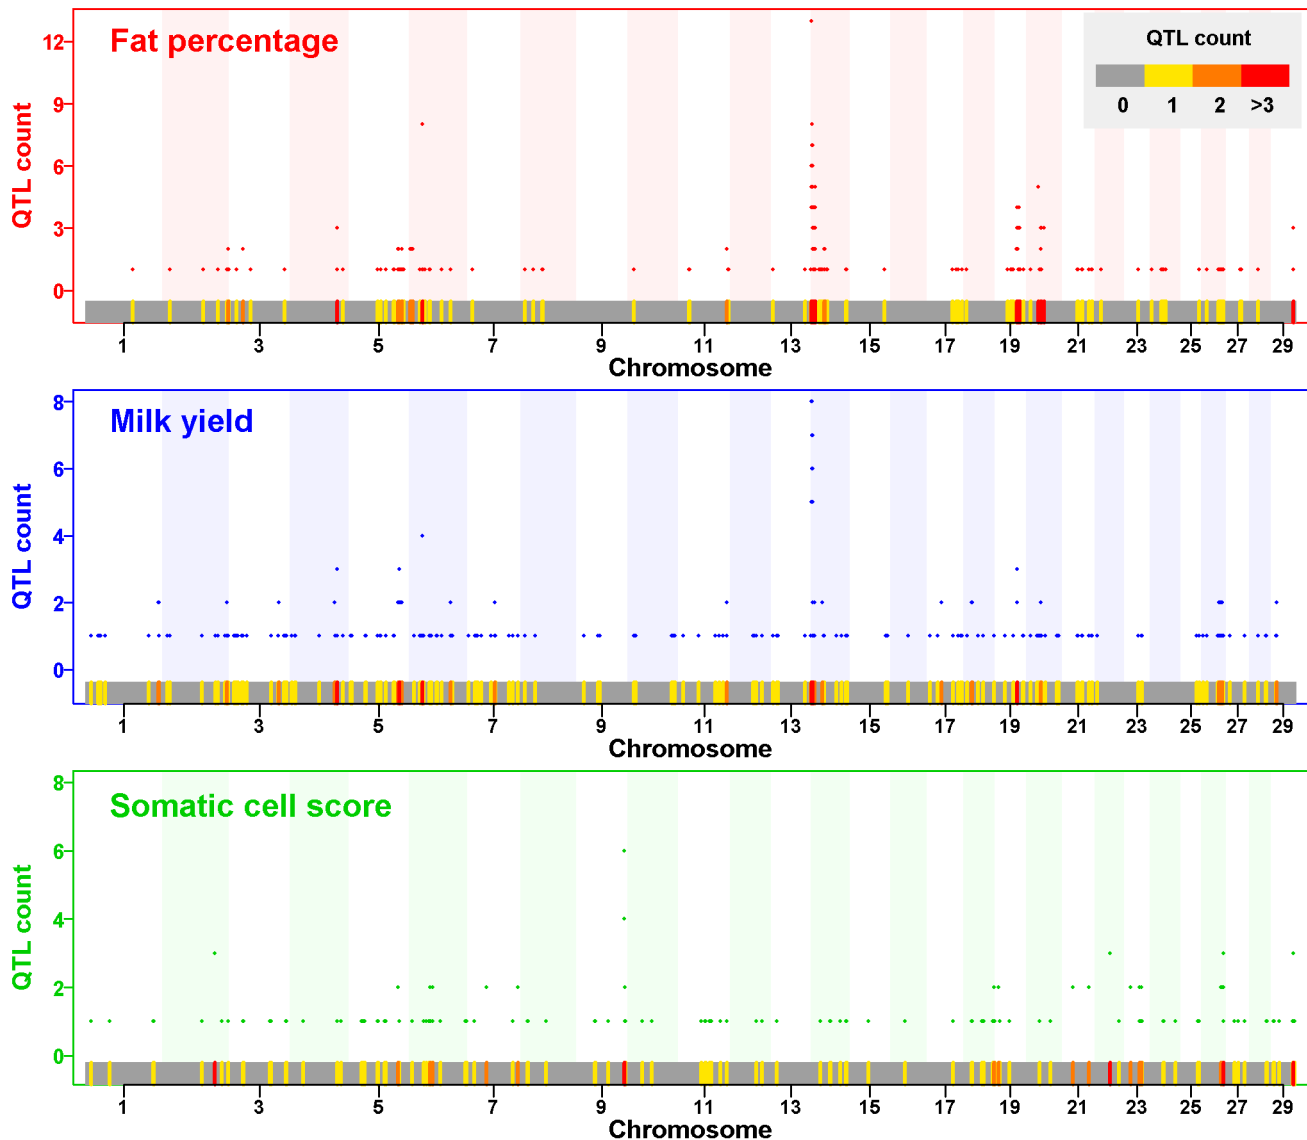 Fat percentage
QTL count
0 1 2 >3
QTL count
12
9
6
3
0
1 3 5 7 9 11 13 15 17 19 21 23 25 27 29
Chromosome
Milk yield
QTL count
8
6
4
2
0
1 3 5 7 9 11 13 15 17 19 21 23 25 27 29
Chromosome
Somatic cell score
QTL count
8
6
4
2
0
1 3 5 7 9 11 13 15 17 19 21 23 25 27 29
Chromosome